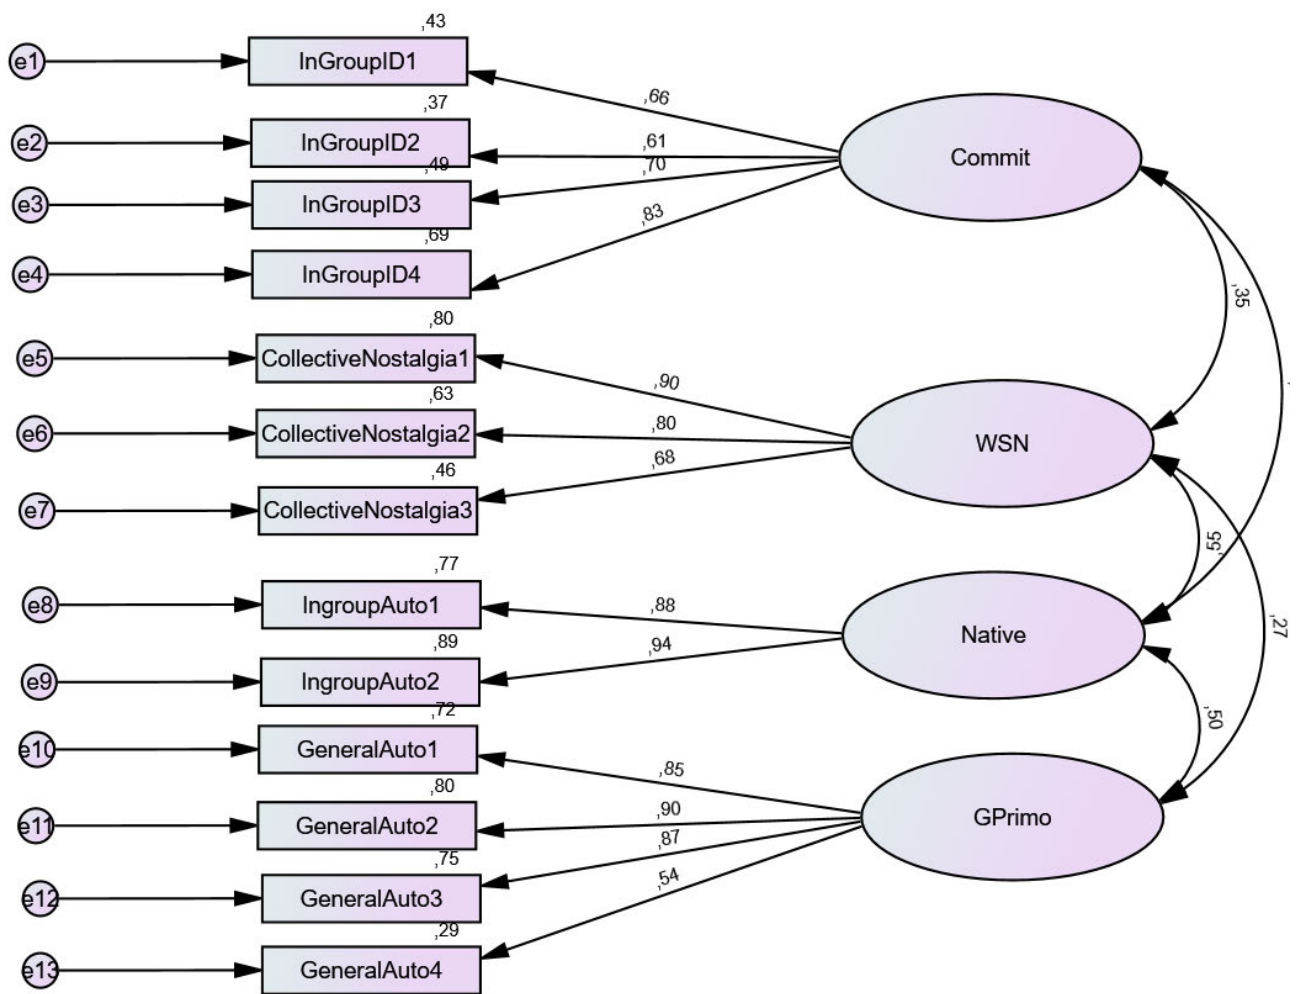 ,43
e1
InGroupID1
,66
,37
e2
InGroupID2
,61
,49
e3
InGroupID3
,70
,69
e4
InGroupID4
,83
Commit
,35
,80
e5
CollectiveNostalgia1
,90
,63
e6
CollectiveNostalgia2
,80
,46
e7
CollectiveNostalgia3
,68
WSN
,55
,27
,77
e8
IngroupAuto1
,88
,89
e9
IngroupAuto2
,94
Native
,50
,72
e10
GeneralAuto1
,85
,80
e11
GeneralAuto2
,90
,75
e12
GeneralAuto3
,87
,29
e13
GeneralAuto4
,54
GPrimo